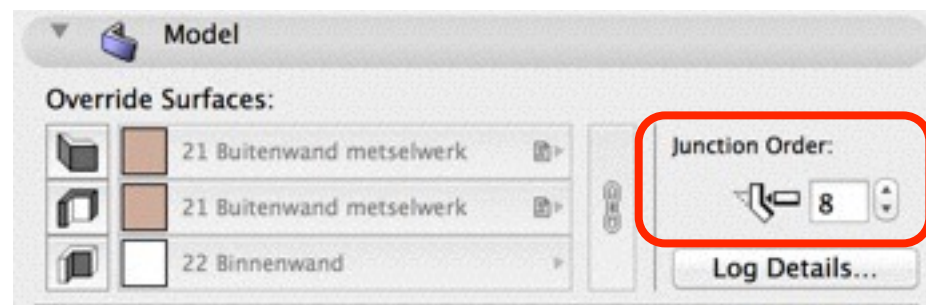 Model
Override Surfaces:
21 Buitenwand metselwerk
21 Buitenwand metselwerk
22 Binnenwand
Junction Order:
8
Log Details...